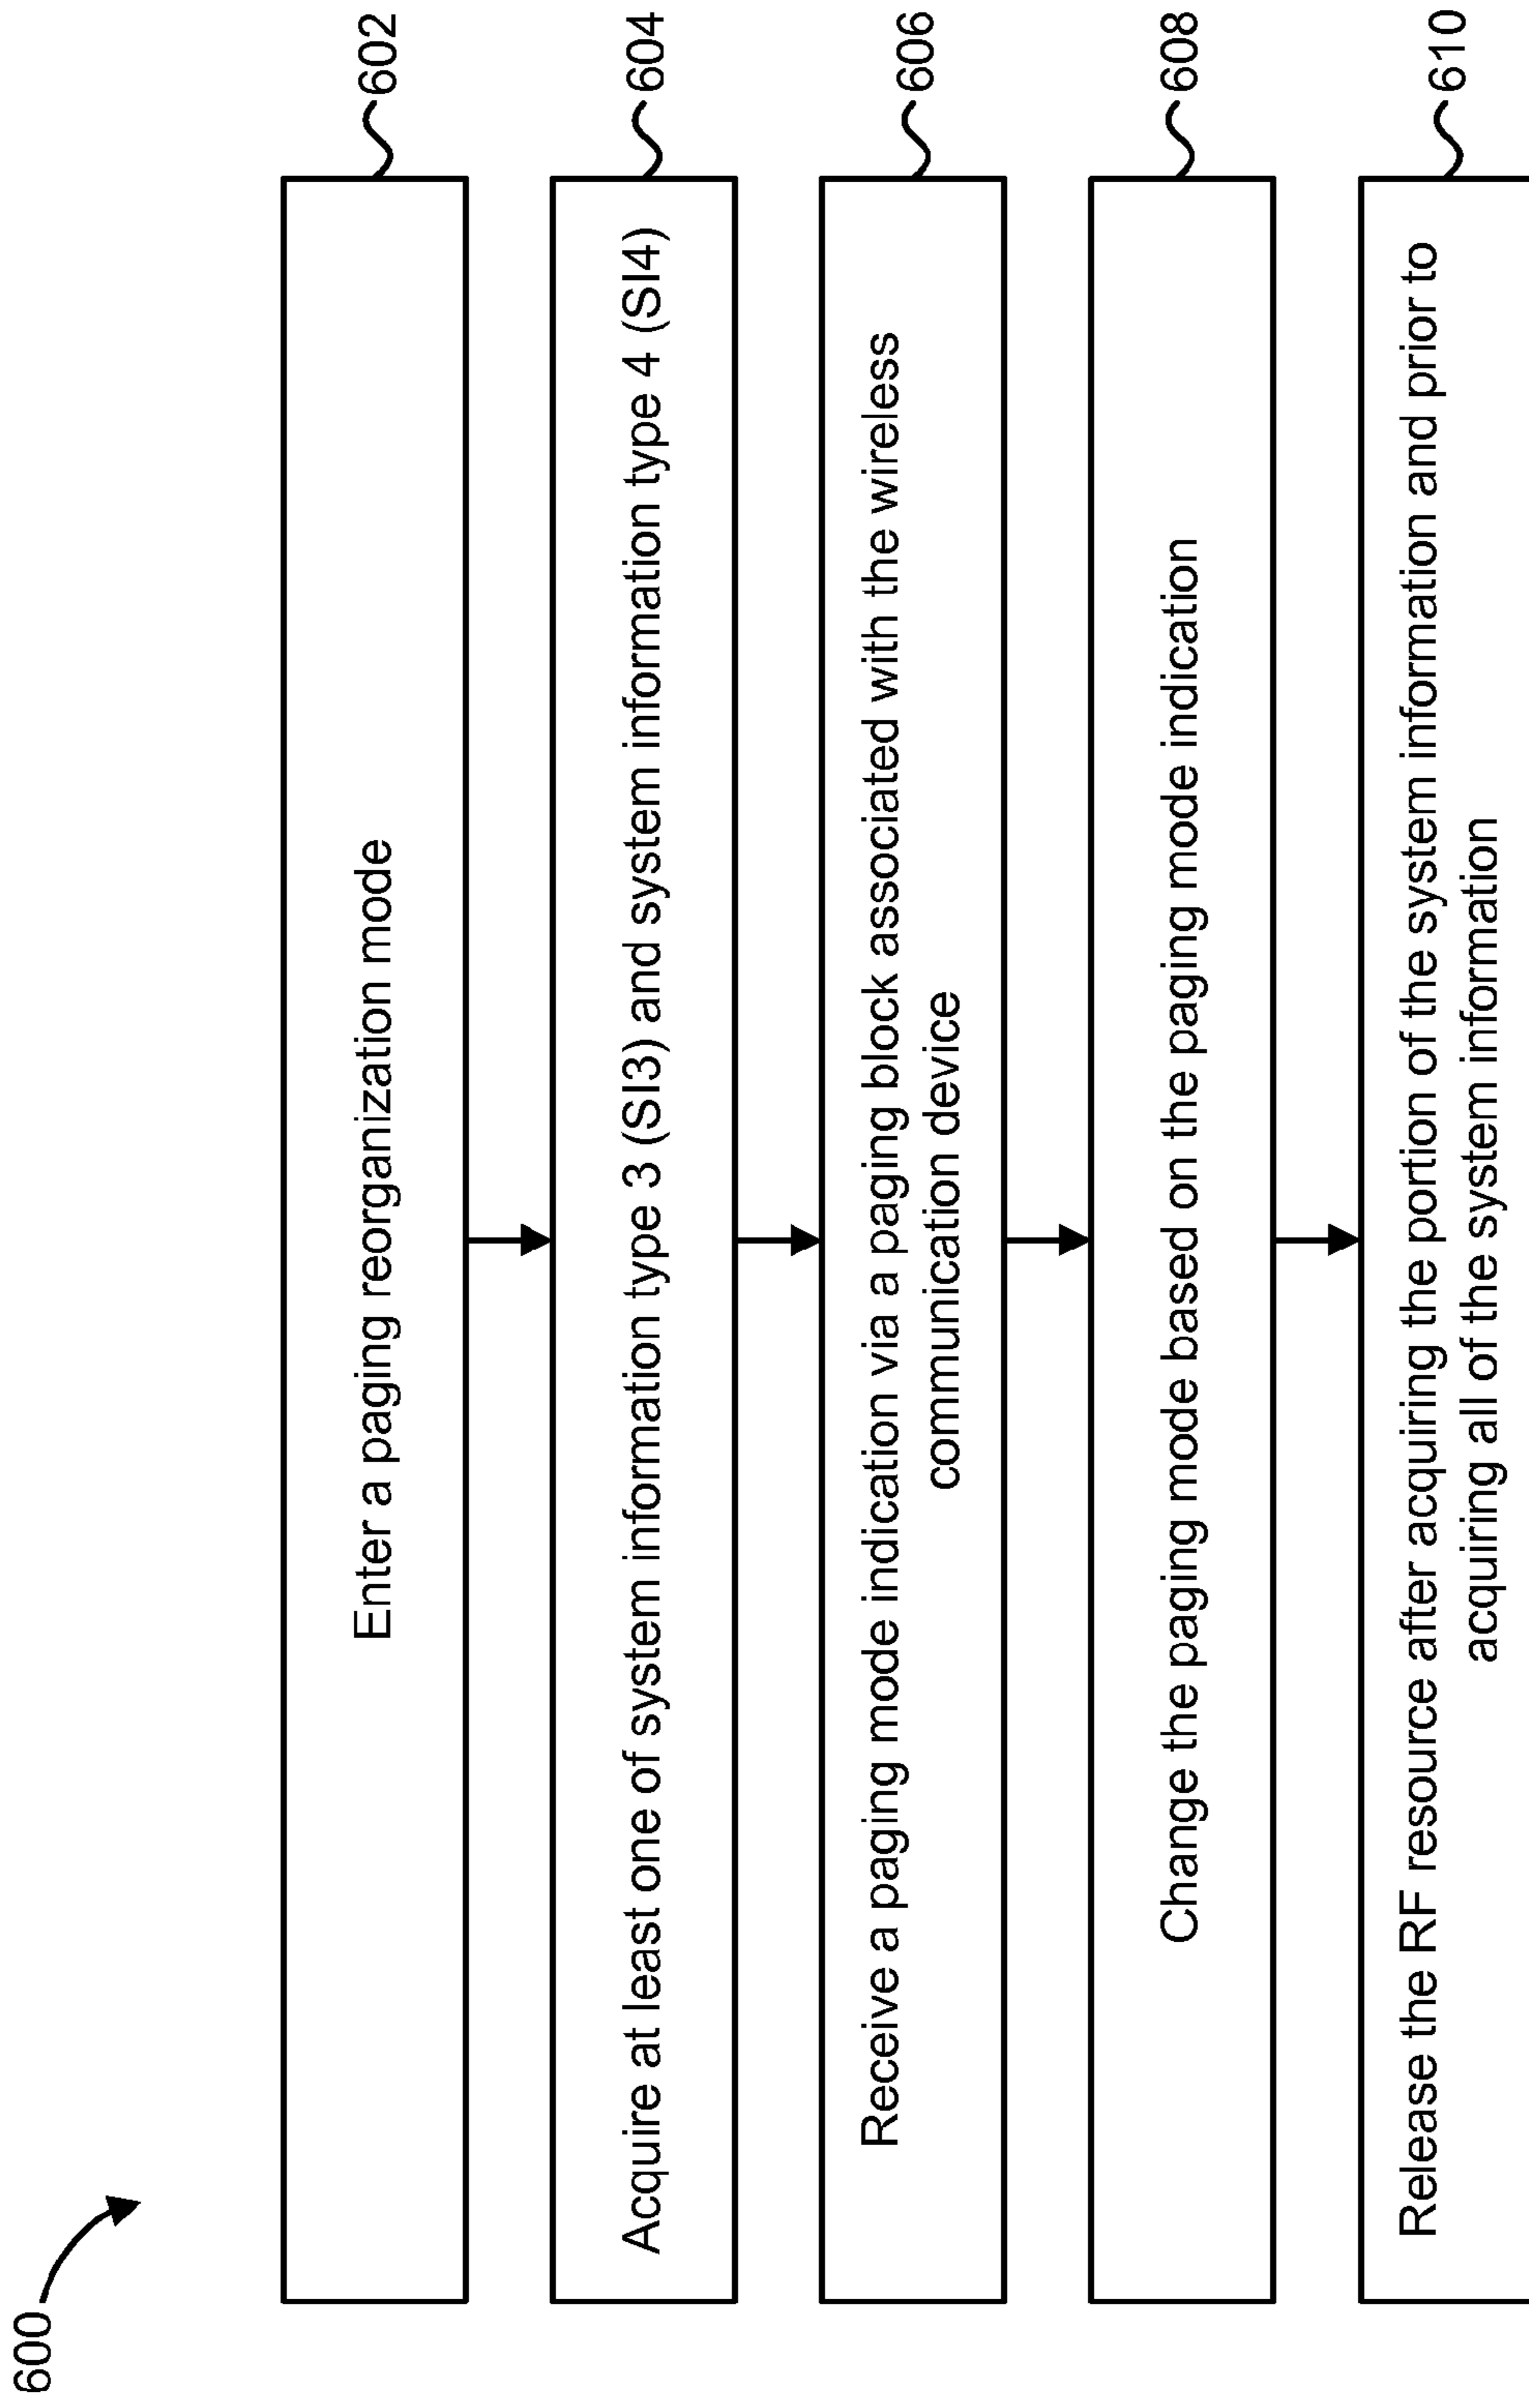 600
Enter a paging reorganization mode
602
Acquire at least one of system information type 3 (SI3) and system information type 4 (SI4)
604
Receive a paging mode indication via a paging block associated with the wireless
communication device
606
Change the paging mode based on the paging mode indication
608
Release the RF resource after acquiring the portion of the system information and prior to
acquiring all of the system information
610